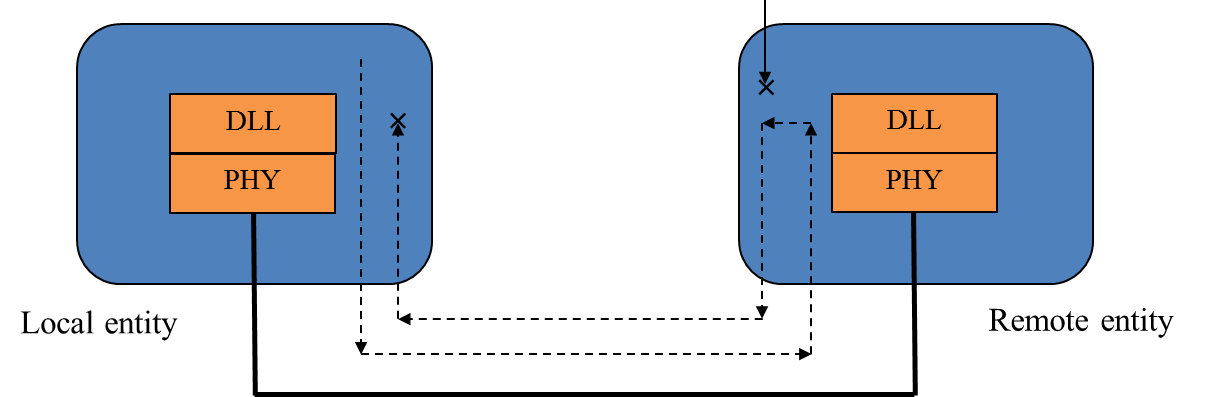 DLL
DLL
PHY
PHY
Local entity
Remote entity